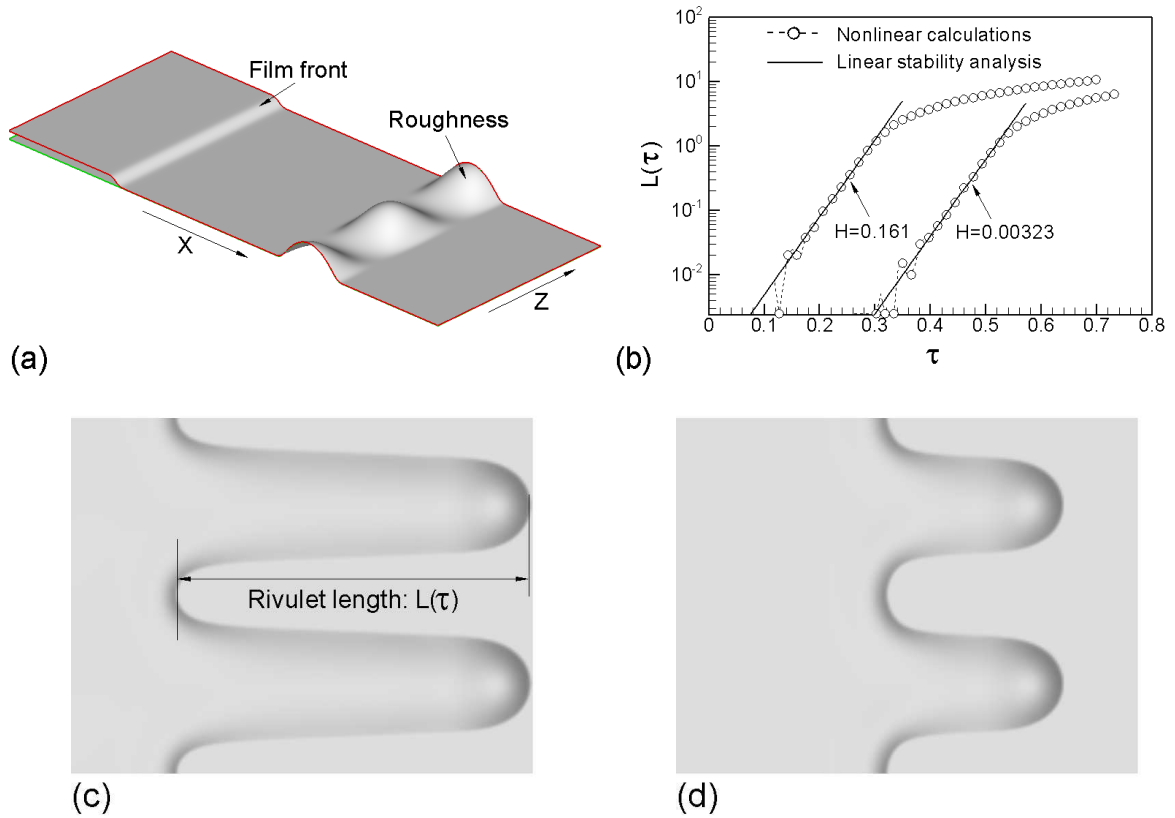 Film front
Roughness
X
Z
(a)
10²
10¹
10⁰
10⁻¹
10⁻²
L(τ)
Nonlinear calculations
Linear stability analysis
H=0.161
H=0.00323
0 0.1 0.2 0.3 0.4 0.5 0.6 0.7 0.8
τ
(b)
Rivulet length: L(τ)
(c)
(d)